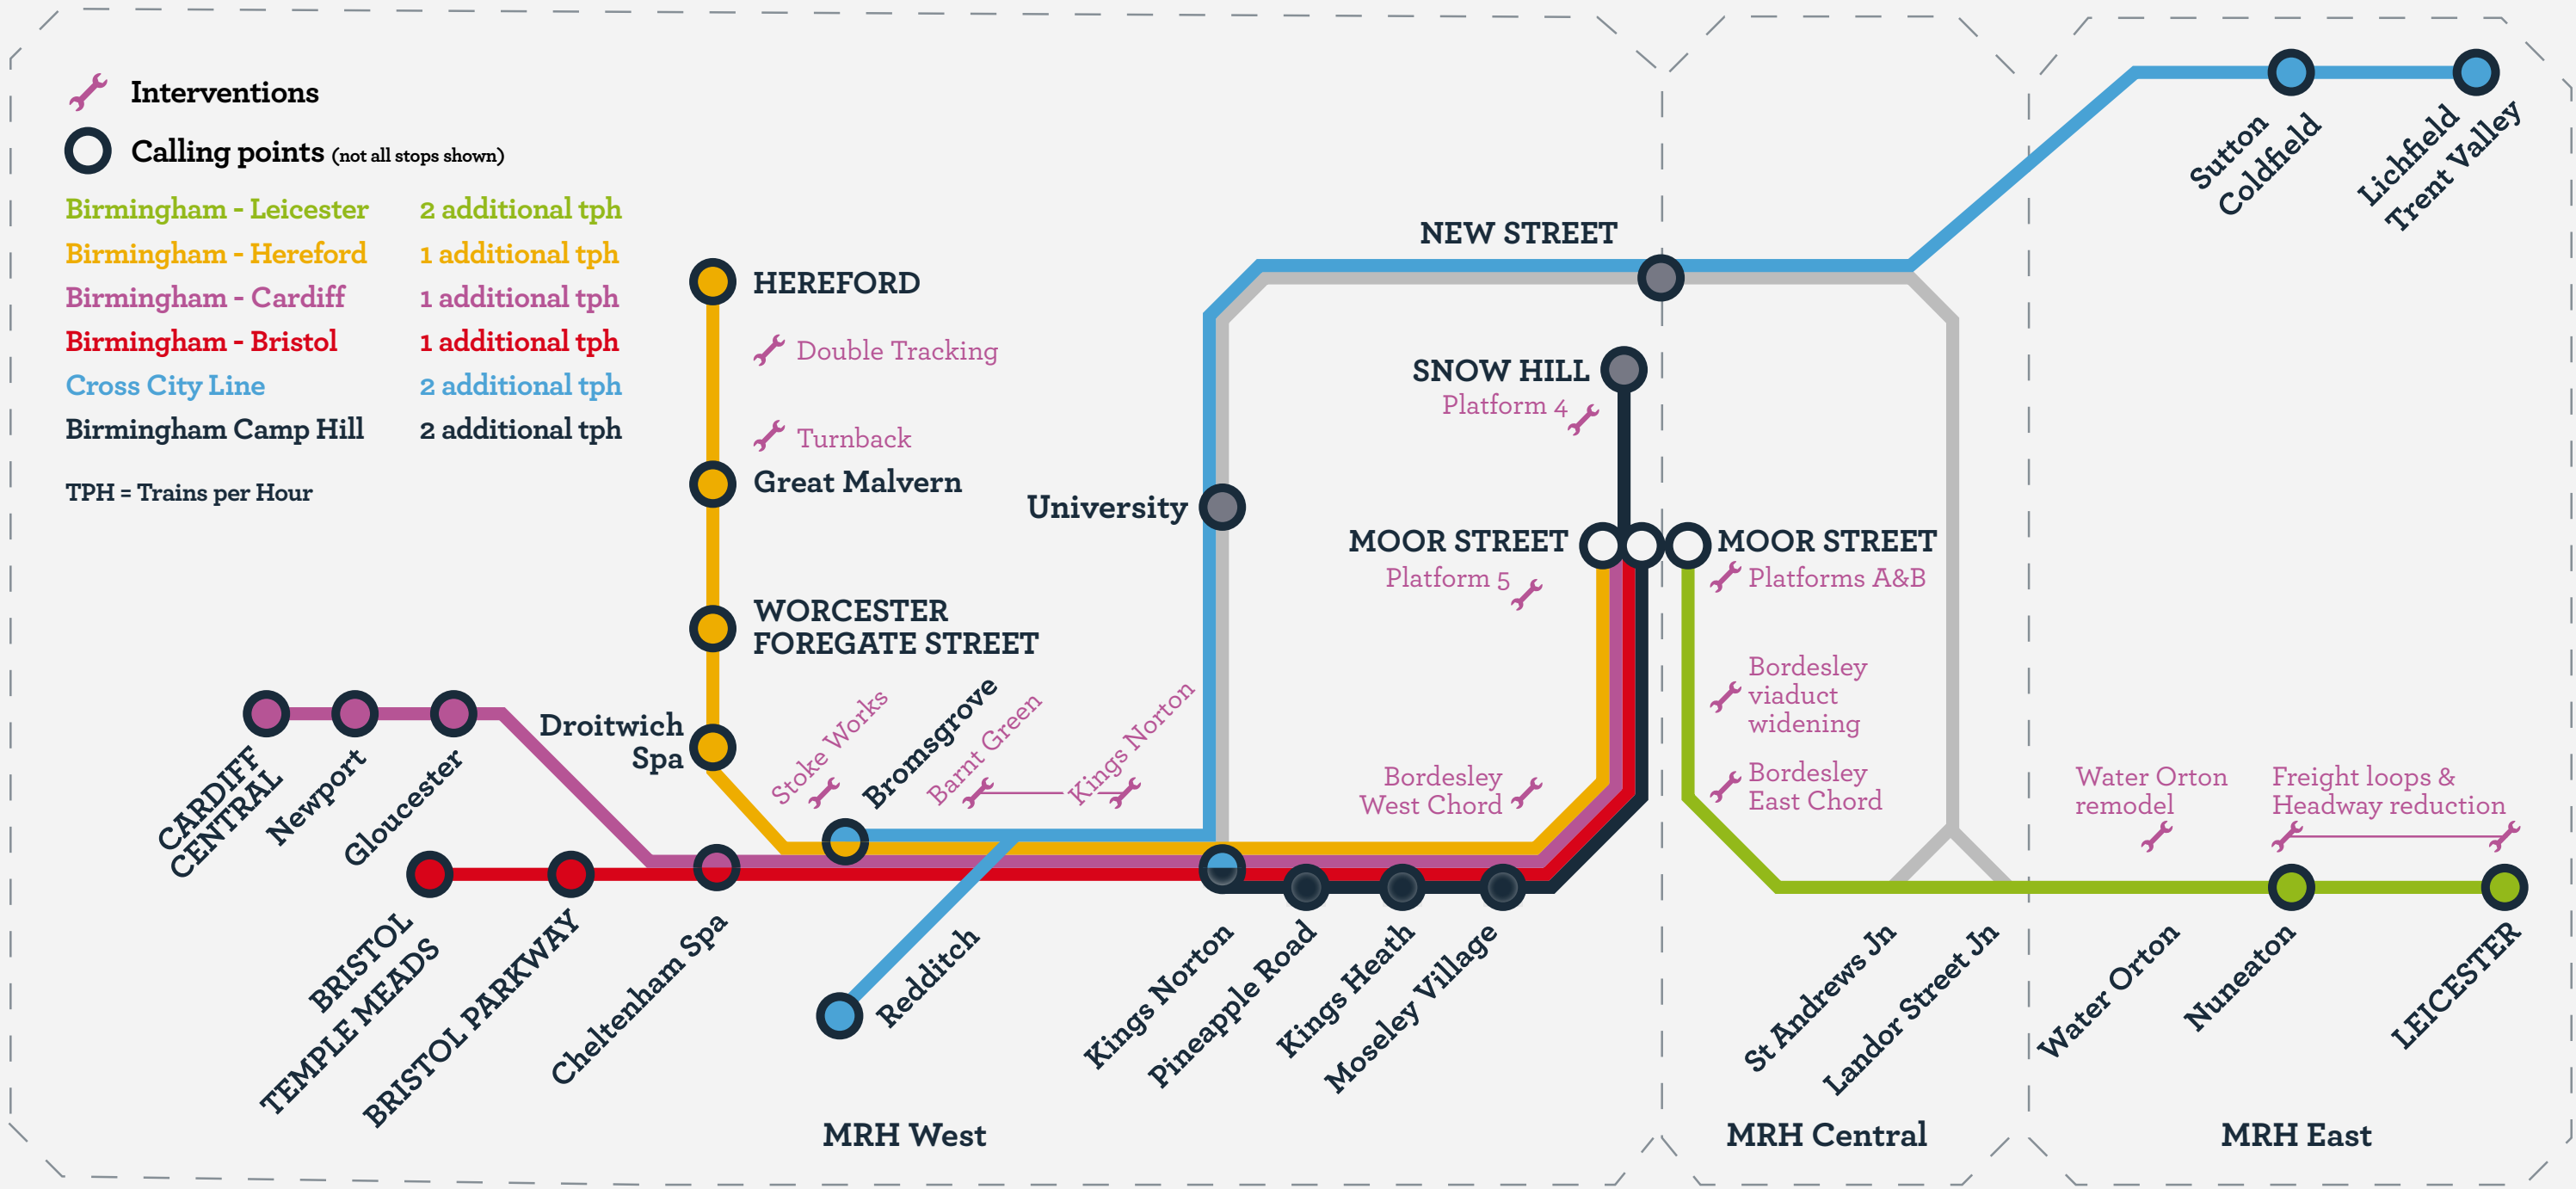 Interventions
Calling points (not all stops shown)
Birmingham - Leicester 2 additional tph
Birmingham - Hereford 1 additional tph
Birmingham - Cardiff 1 additional tph
Birmingham - Bristol 1 additional tph
Cross City Line 2 additional tph
Birmingham Camp Hill 2 additional tph
TPH = Trains per Hour
HEREFORD
Double Tracking
Turnback
Great Malvern
WORCESTER
FOREGATE STREET
Droitwich
Spa
CARDIFF
CENTRAL
Newport
Gloucester
BRISTOL
TEMPLE MEADS
BRISTOL PARKWAY
Cheltenham Spa
Stoke Works
Bromsgrove
Barnt Green
Kings Norton
Redditch
University
NEW STREET
SNOW HILL
Platform 4
MOOR STREET
Platform 5
Bordesley
West Chord
Kings Norton
Pineapple Road
Kings Heath
Moseley Village
MRH West
MOOR STREET
Platforms A&B
Bordesley
viaduct
widening
Bordesley
East Chord
St Andrews Jn
Landor Street Jn
MRH Central
Sutton
Coldfield
Lichfield
Trent Valley
Water Orton
remodel
Freight loops &
Headway reduction
Water Orton
Nuneaton
LEICESTER
MRH East